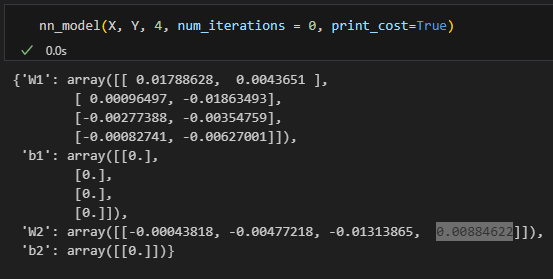 nn_model(X, Y, 4, num_iterations = 0, print_cost=True)
0.0s
{'W1': array([[ 0.01788628,  0.0043651 ],
        [ 0.00096497, -0.01863493],
        [-0.00277388, -0.00354759],
        [-0.00082741, -0.00627001]]),
 'b1': array([[0.],
        [0.],
        [0.],
        [0.]]),
 'W2': array([[-0.00043818, -0.00477218, -0.01313865,  0.00884622]]),
 'b2': array([[0.]])}